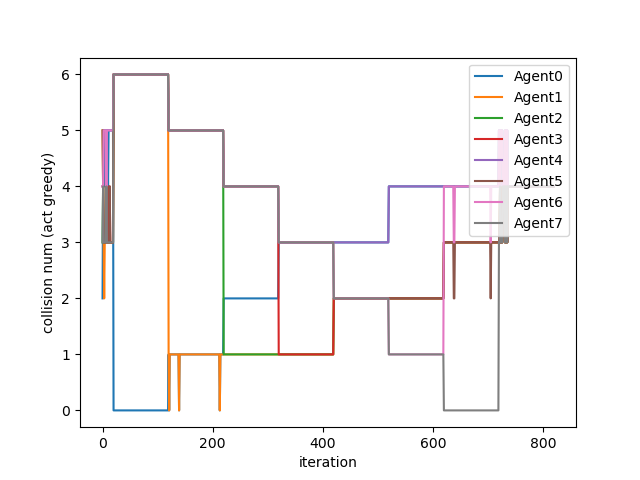 collision num (act greedy)
6
5
4
3
2
1
0
0 200 400 600 800
iteration
Agent0
Agent1
Agent2
Agent3
Agent4
Agent5
Agent6
Agent7